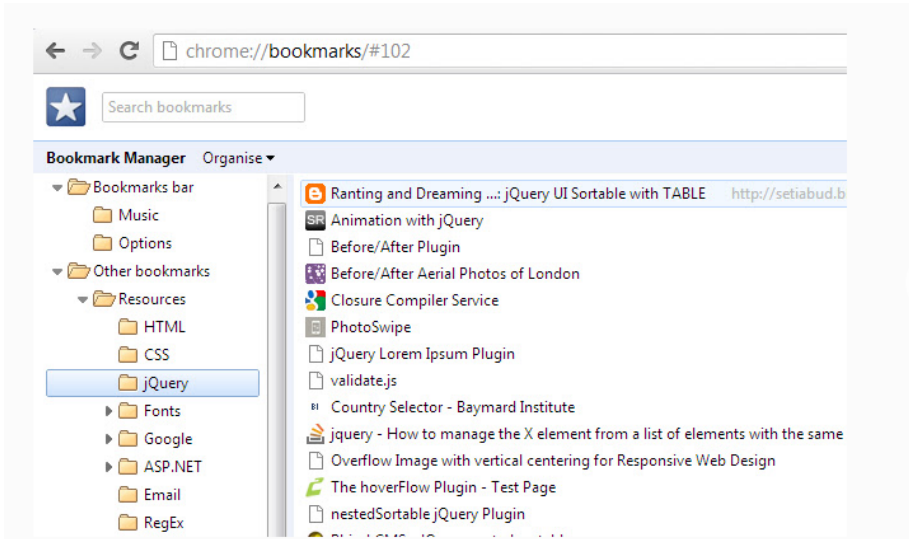 chrome://bookmarks/#102
Search bookmarks
Bookmark Manager Organise
Bookmarks bar
Music
Options
Other bookmarks
Resources
HTML
CSS
jQuery
Fonts
Google
ASP.NET
Email
RegEx
Ranting and Dreaming ...: jQuery UI Sortable with TABLE http://setiabud.b
SR Animation with jQuery
Before/After Plugin
Before/After Aerial Photos of London
Closure Compiler Service
PhotoSwipe
jQuery Lorem Ipsum Plugin
validate.js
BI Country Selector - Baymard Institute
jquery - How to manage the X element from a list of elements with the same
Overflow Image with vertical centering for Responsive Web Design
The hoverFlow Plugin - Test Page
nestedSortable jQuery Plugin